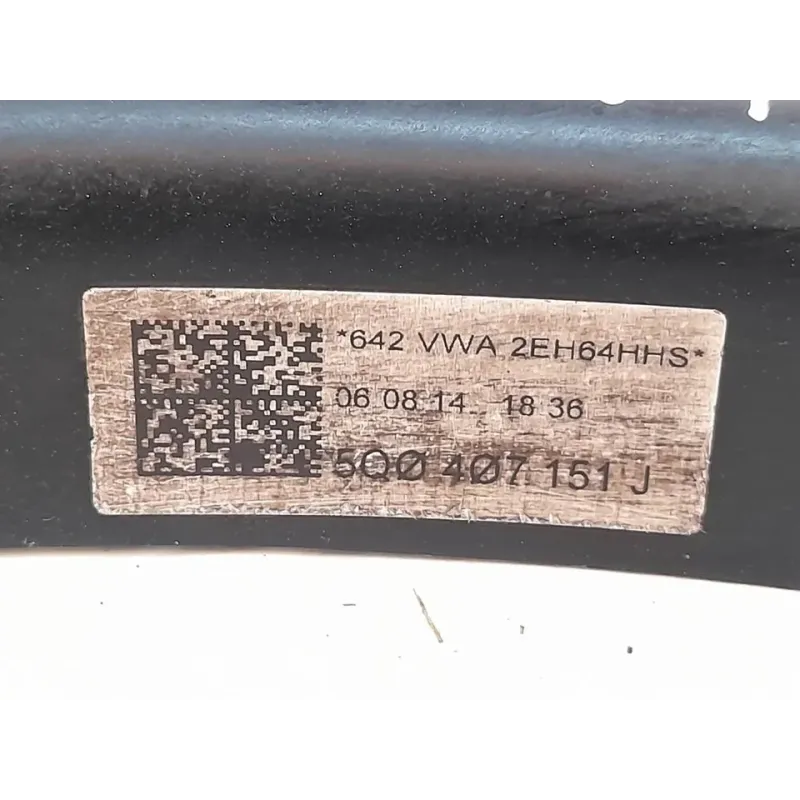 *642 VWA 2EH64HHS*
06 08 14 18 36
5Q0 407 151 J